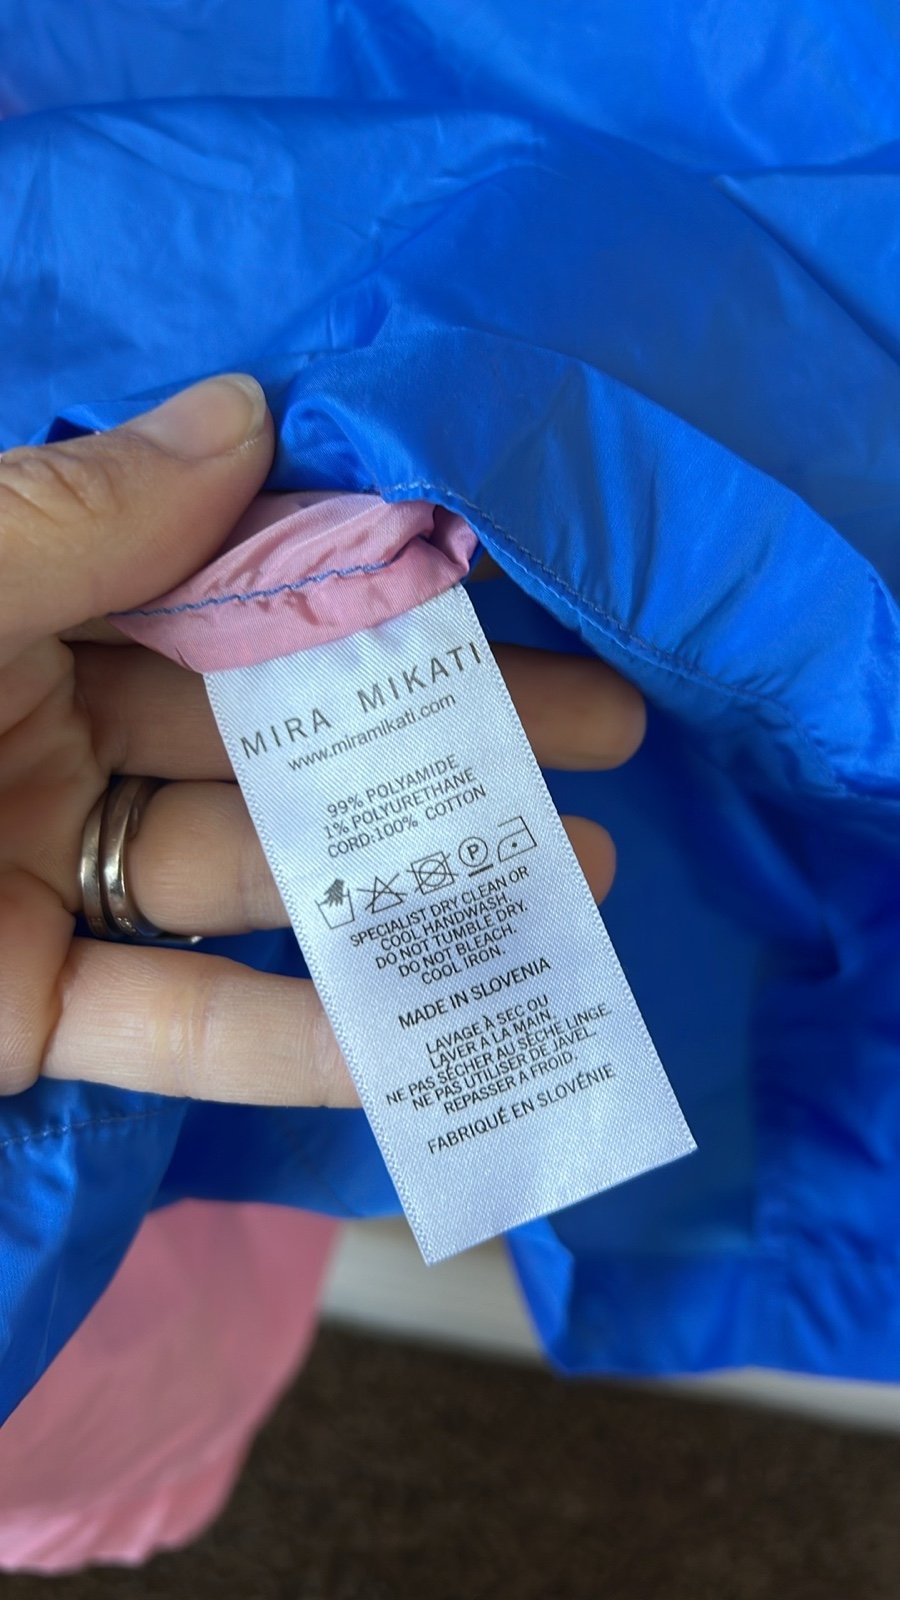 MIRA MIKATI
www.miramikati.com
99% POLYAMIDE
1% POLYURETHANE
CORD:100% COTTON
P
SPECIALIST DRY CLEAN OR
COOL HANDWASH.
DO NOT TUMBLE DRY.
DO NOT BLEACH.
COOL IRON.
MADE IN SLOVENIA
LAVAGE À SEC OU
LAVER À LA MAIN.
NE PAS SÉCHER AU SÈCHE LINGE.
NE PAS UTILISER DE JAVEL.
REPASSER A FROID.
FABRIQUÉ EN SLOVÉNIE